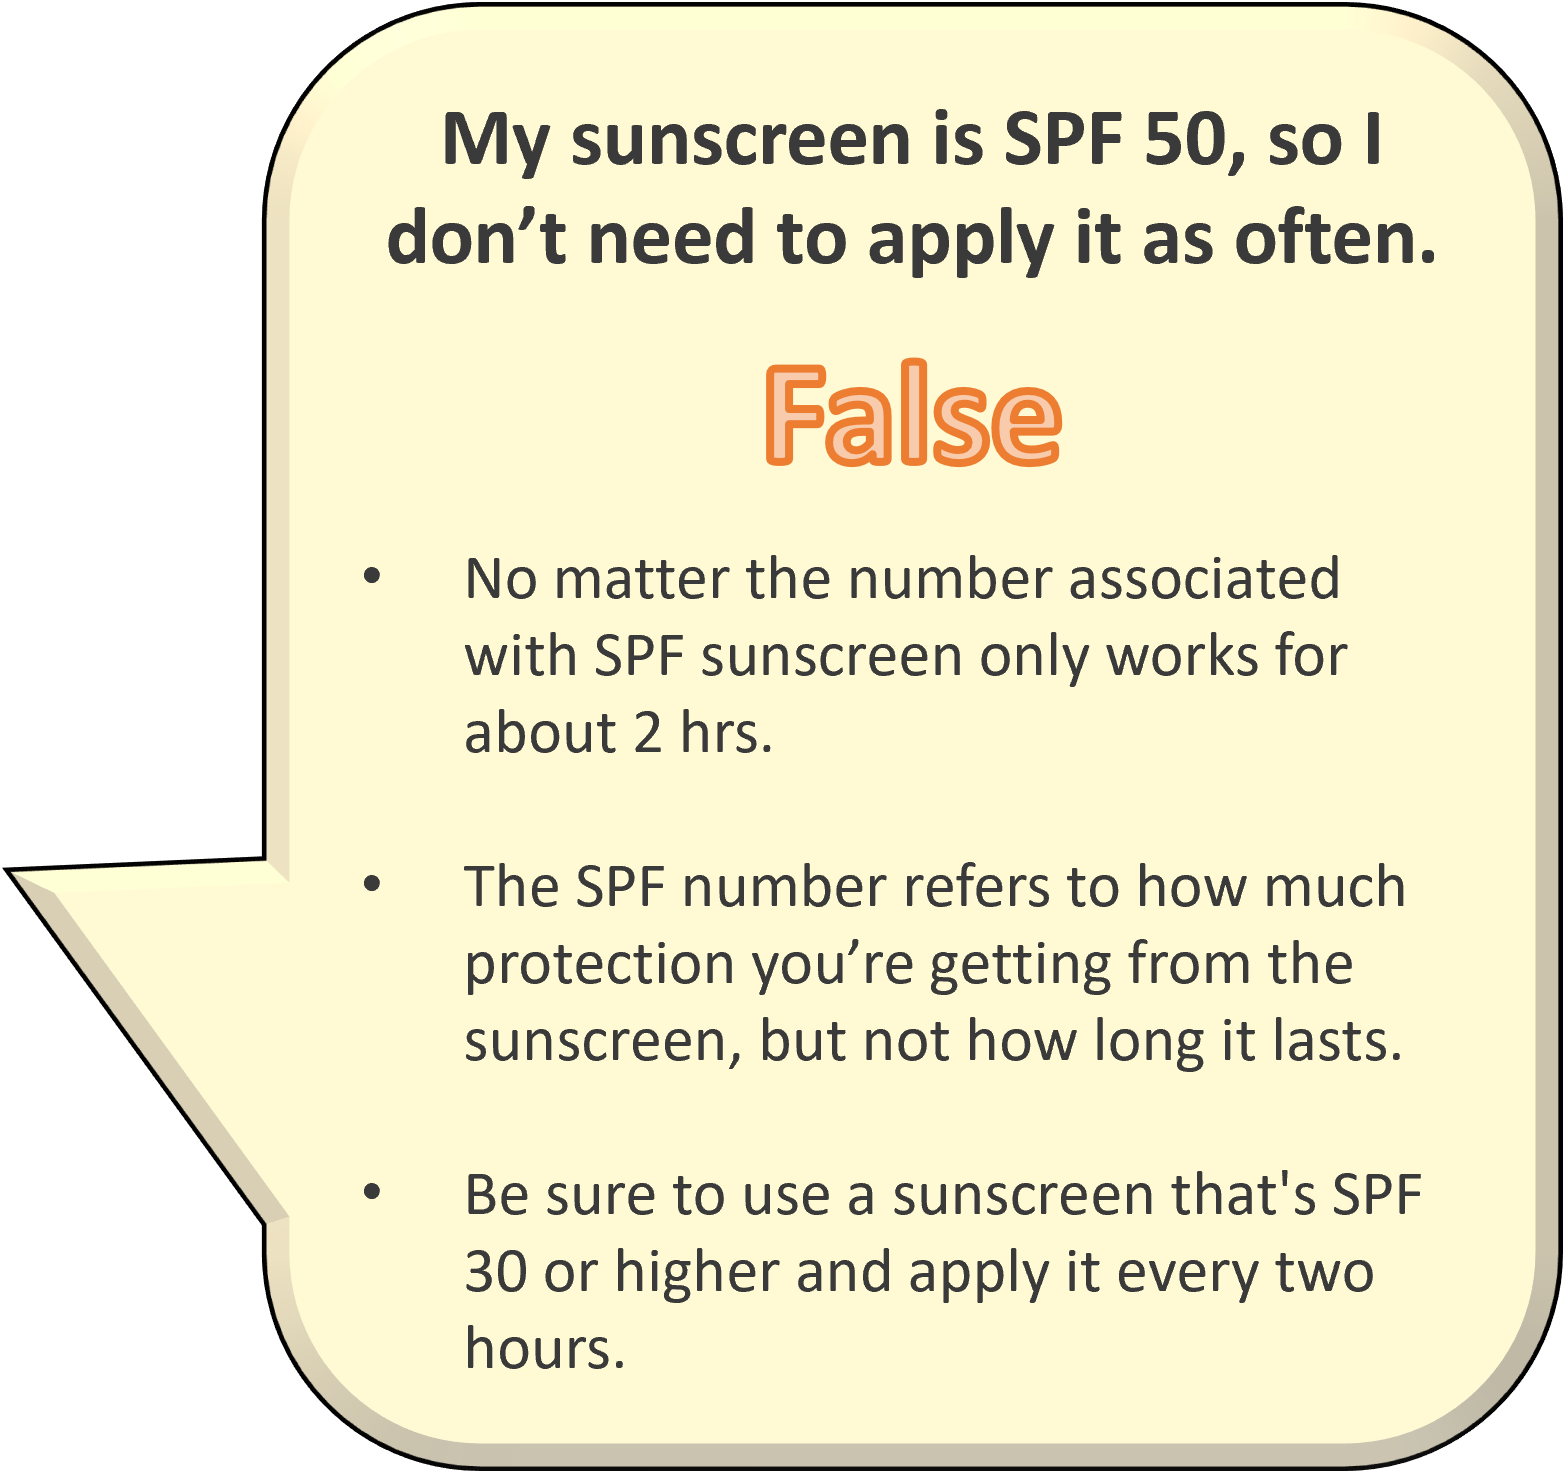 My sunscreen is SPF 50, so I
don’t need to apply it as often.
False
• No matter the number associated
with SPF sunscreen only works for
about 2 hrs.
• The SPF number refers to how much
protection you’re getting from the
sunscreen, but not how long it lasts.
• Be sure to use a sunscreen that's SPF
30 or higher and apply it every two
hours.